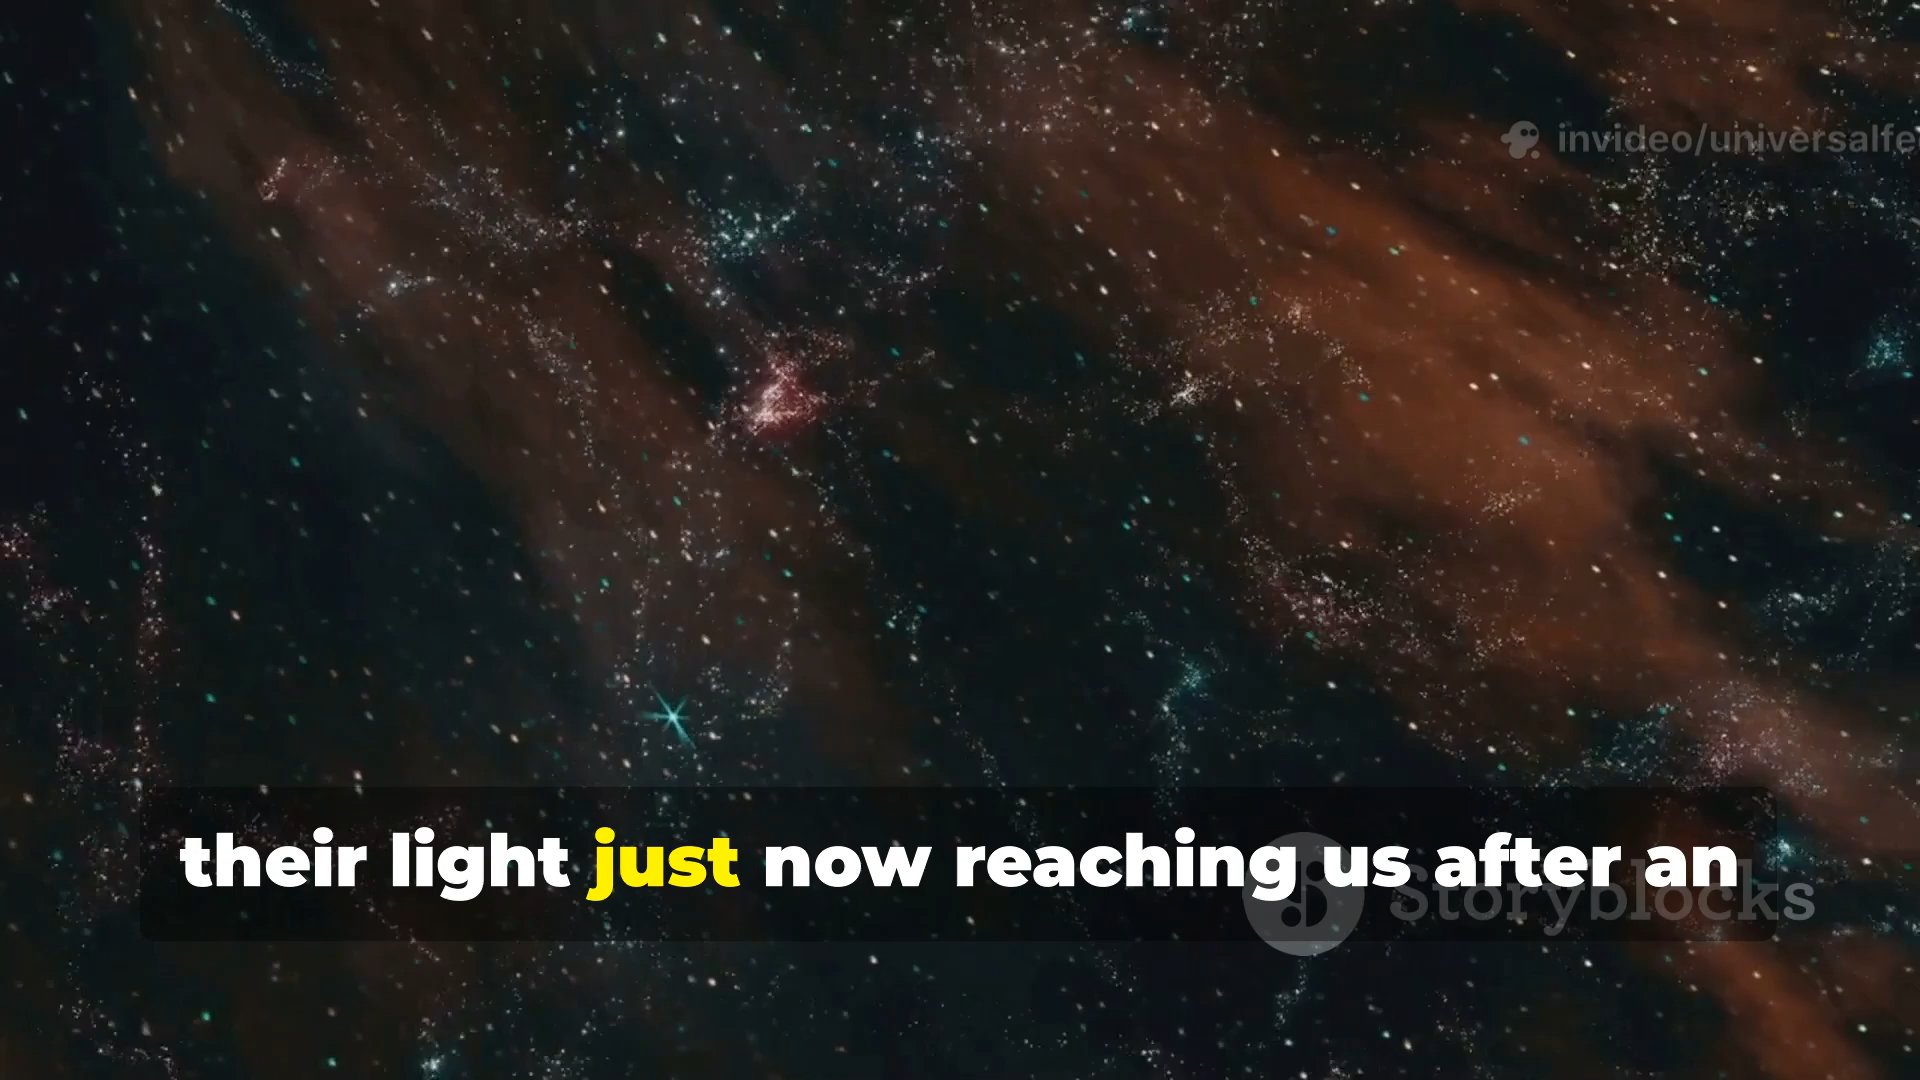 invideo/universalfe
their light just now reaching us after an
Storyblocks